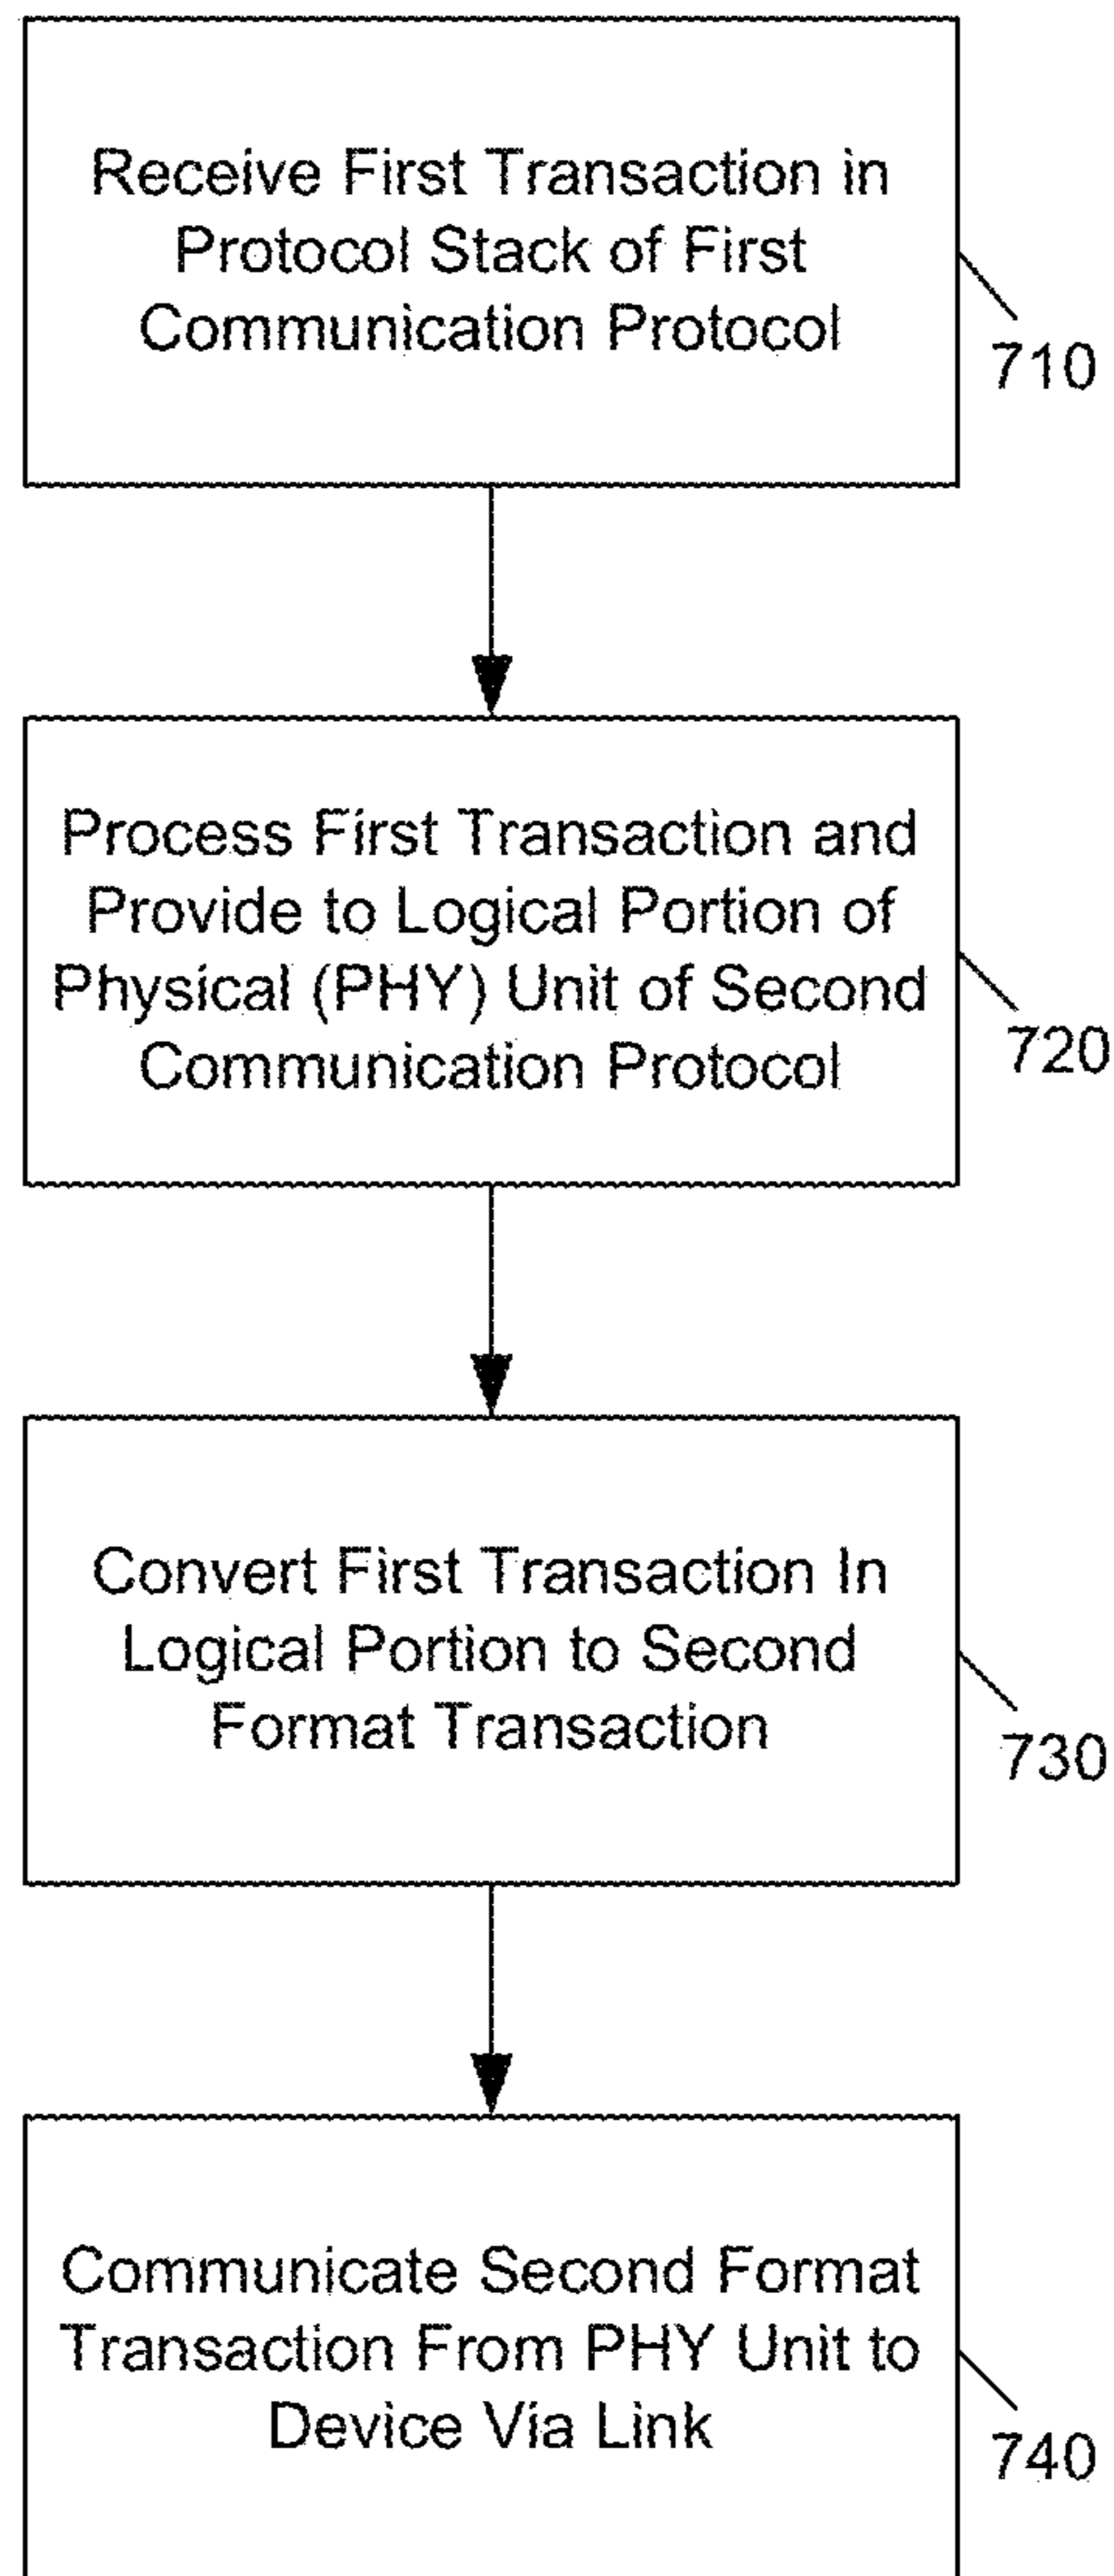 Receive First Transaction in
Protocol Stack of First
Communication Protocol
710
Process First Transaction and
Provide to Logical Portion of
Physical (PHY) Unit of Second
Communication Protocol
720
Convert First Transaction In
Logical Portion to Second
Format Transaction
730
Communicate Second Format
Transaction From PHY Unit to
Device Via Link
740